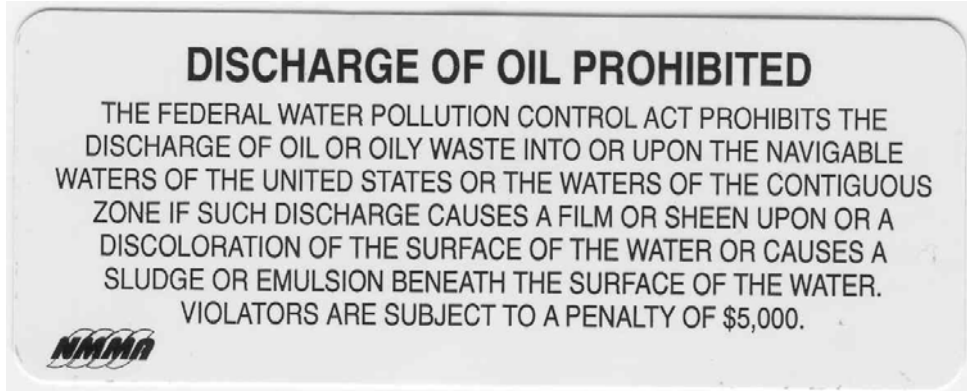 DISCHARGE OF OIL PROHIBITED
THE FEDERAL WATER POLLUTION CONTROL ACT PROHIBITS THE
DISCHARGE OF OIL OR OILY WASTE INTO OR UPON THE NAVIGABLE
WATERS OF THE UNITED STATES OR THE WATERS OF THE CONTIGUOUS
ZONE IF SUCH DISCHARGE CAUSES A FILM OR SHEEN UPON OR A
DISCOLORATION OF THE SURFACE OF THE WATER OR CAUSES A
SLUDGE OR EMULSION BENEATH THE SURFACE OF THE WATER.
VIOLATORS ARE SUBJECT TO A PENALTY OF $5,000.
NMMA